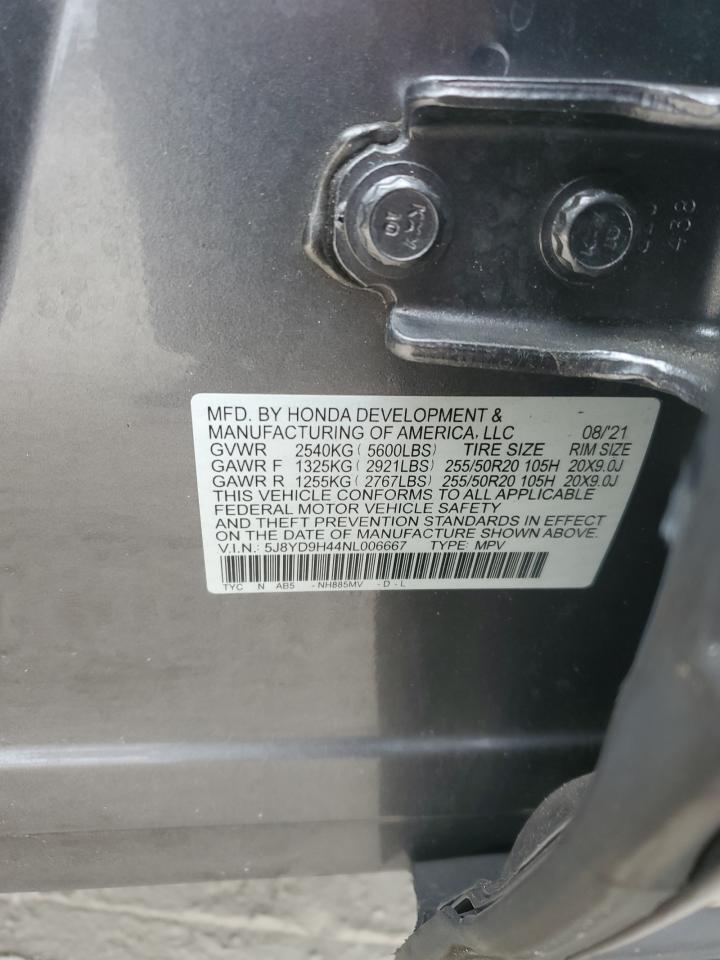 438
MFD. BY HONDA DEVELOPMENT &
MANUFACTURING OF AMERICA, LLC 08/'21
GVWR 2540KG ( 5600LBS) TIRE SIZE RIM SIZE
GAWR F 1325KG ( 2921LBS) 255/50R20 105H 20X9.0J
GAWR R 1255KG ( 2767LBS) 255/50R20 105H 20X9.0J
THIS VEHICLE CONFORMS TO ALL APPLICABLE
FEDERAL MOTOR VEHICLE SAFETY
AND THEFT PREVENTION STANDARDS IN EFFECT
ON THE DATE OF MANUFACTURE SHOWN ABOVE.
V.I.N.: 5J8YD9H44NL006667 TYPE: MPV
TYC N AB5 - NH885MV - D - L